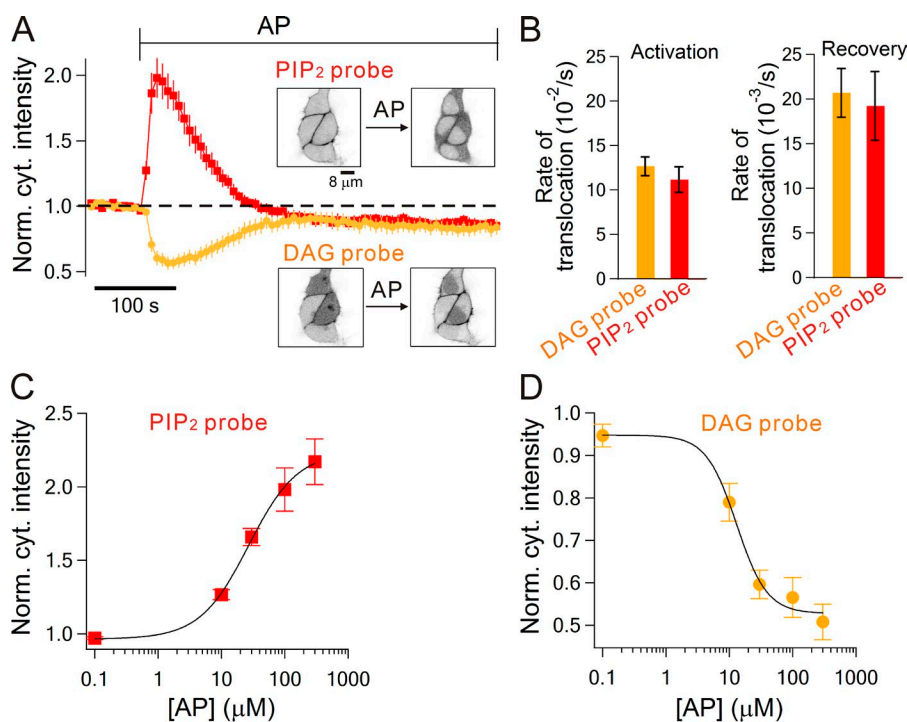 A
AP
Norm. cyt. intensity
2.0
1.5
1.0
0.5
100 s
PIP₂ probe
AP
8 μm
DAG probe
AP
B
Activation
Rate of
translocation (10⁻²/s)
25
20
15
10
5
0
DAG probe
PIP₂ probe
Recovery
Rate of
translocation (10⁻³/s)
25
20
15
10
5
0
DAG probe
PIP₂ probe
C
PIP₂ probe
Norm. cyt. intensity
2.5
2.0
1.5
1.0
0.1 1 10 100 1000
[AP] (μM)
D
DAG probe
Norm. cyt. intensity
1.0
0.9
0.8
0.7
0.6
0.5
0.1 1 10 100 1000
[AP] (μM)